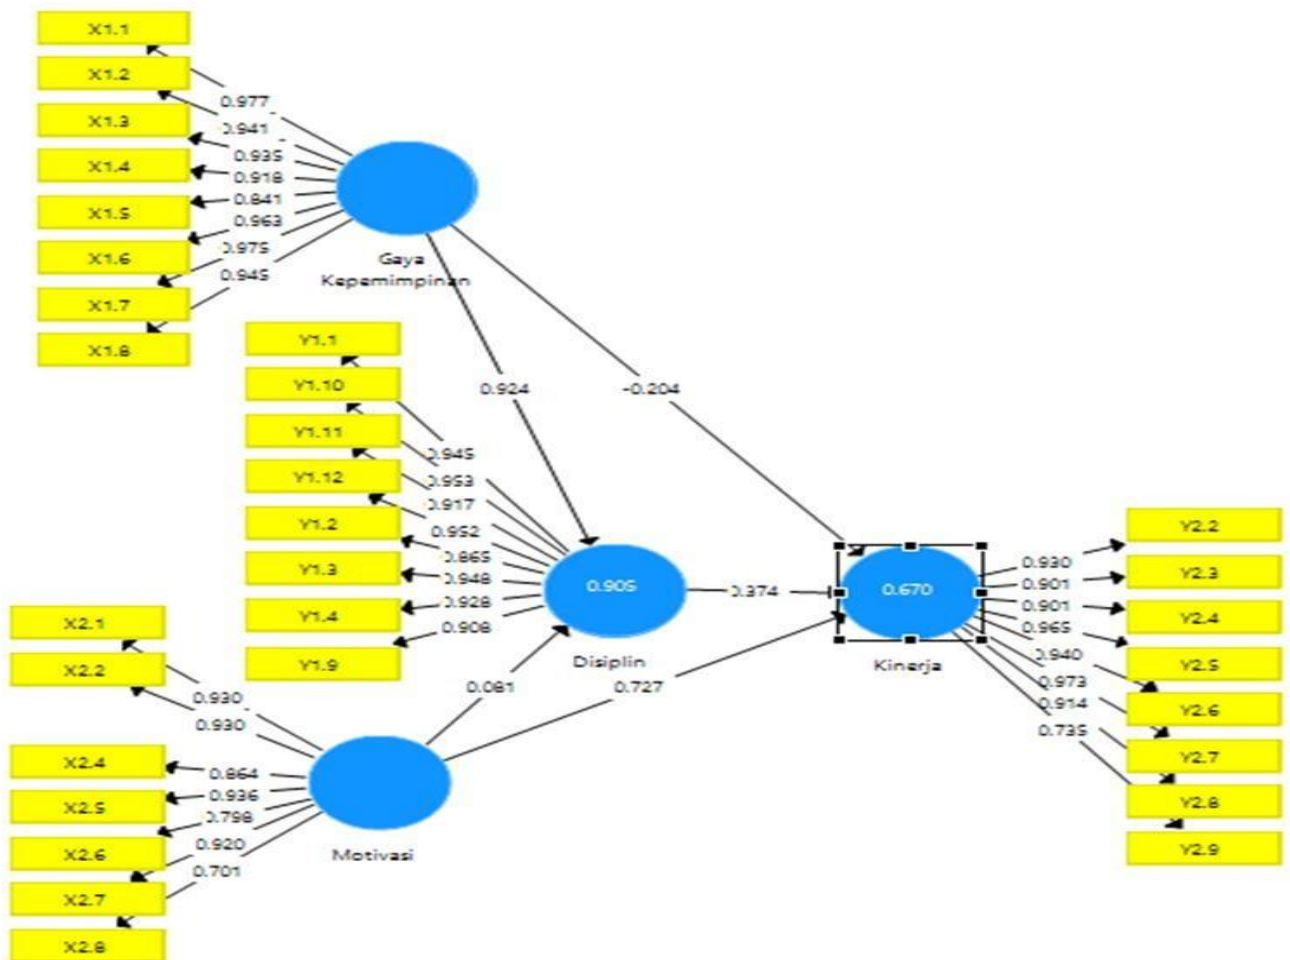 X1.1
X1.2
X1.3
X1.4
X1.5
X1.6
X1.7
X1.8
0.977
0.941
0.935
0.918
0.841
0.963
0.975
0.945
Gaya
Kepemimpinan
Y1.1
Y1.10
Y1.11
Y1.12
Y1.2
Y1.3
Y1.4
Y1.9
0.945
0.953
0.917
0.952
0.865
0.948
0.928
0.908
0.924
-0.204
0.905
Disiplin
0.374
0.670
Kinerja
0.081
0.727
X2.1
X2.2
X2.4
X2.5
X2.6
X2.7
X2.8
0.930
0.930
0.864
0.936
0.798
0.920
0.701
Motivasi
0.930
0.901
0.901
0.965
0.940
0.973
0.914
0.735
Y2.2
Y2.3
Y2.4
Y2.5
Y2.6
Y2.7
Y2.8
Y2.9